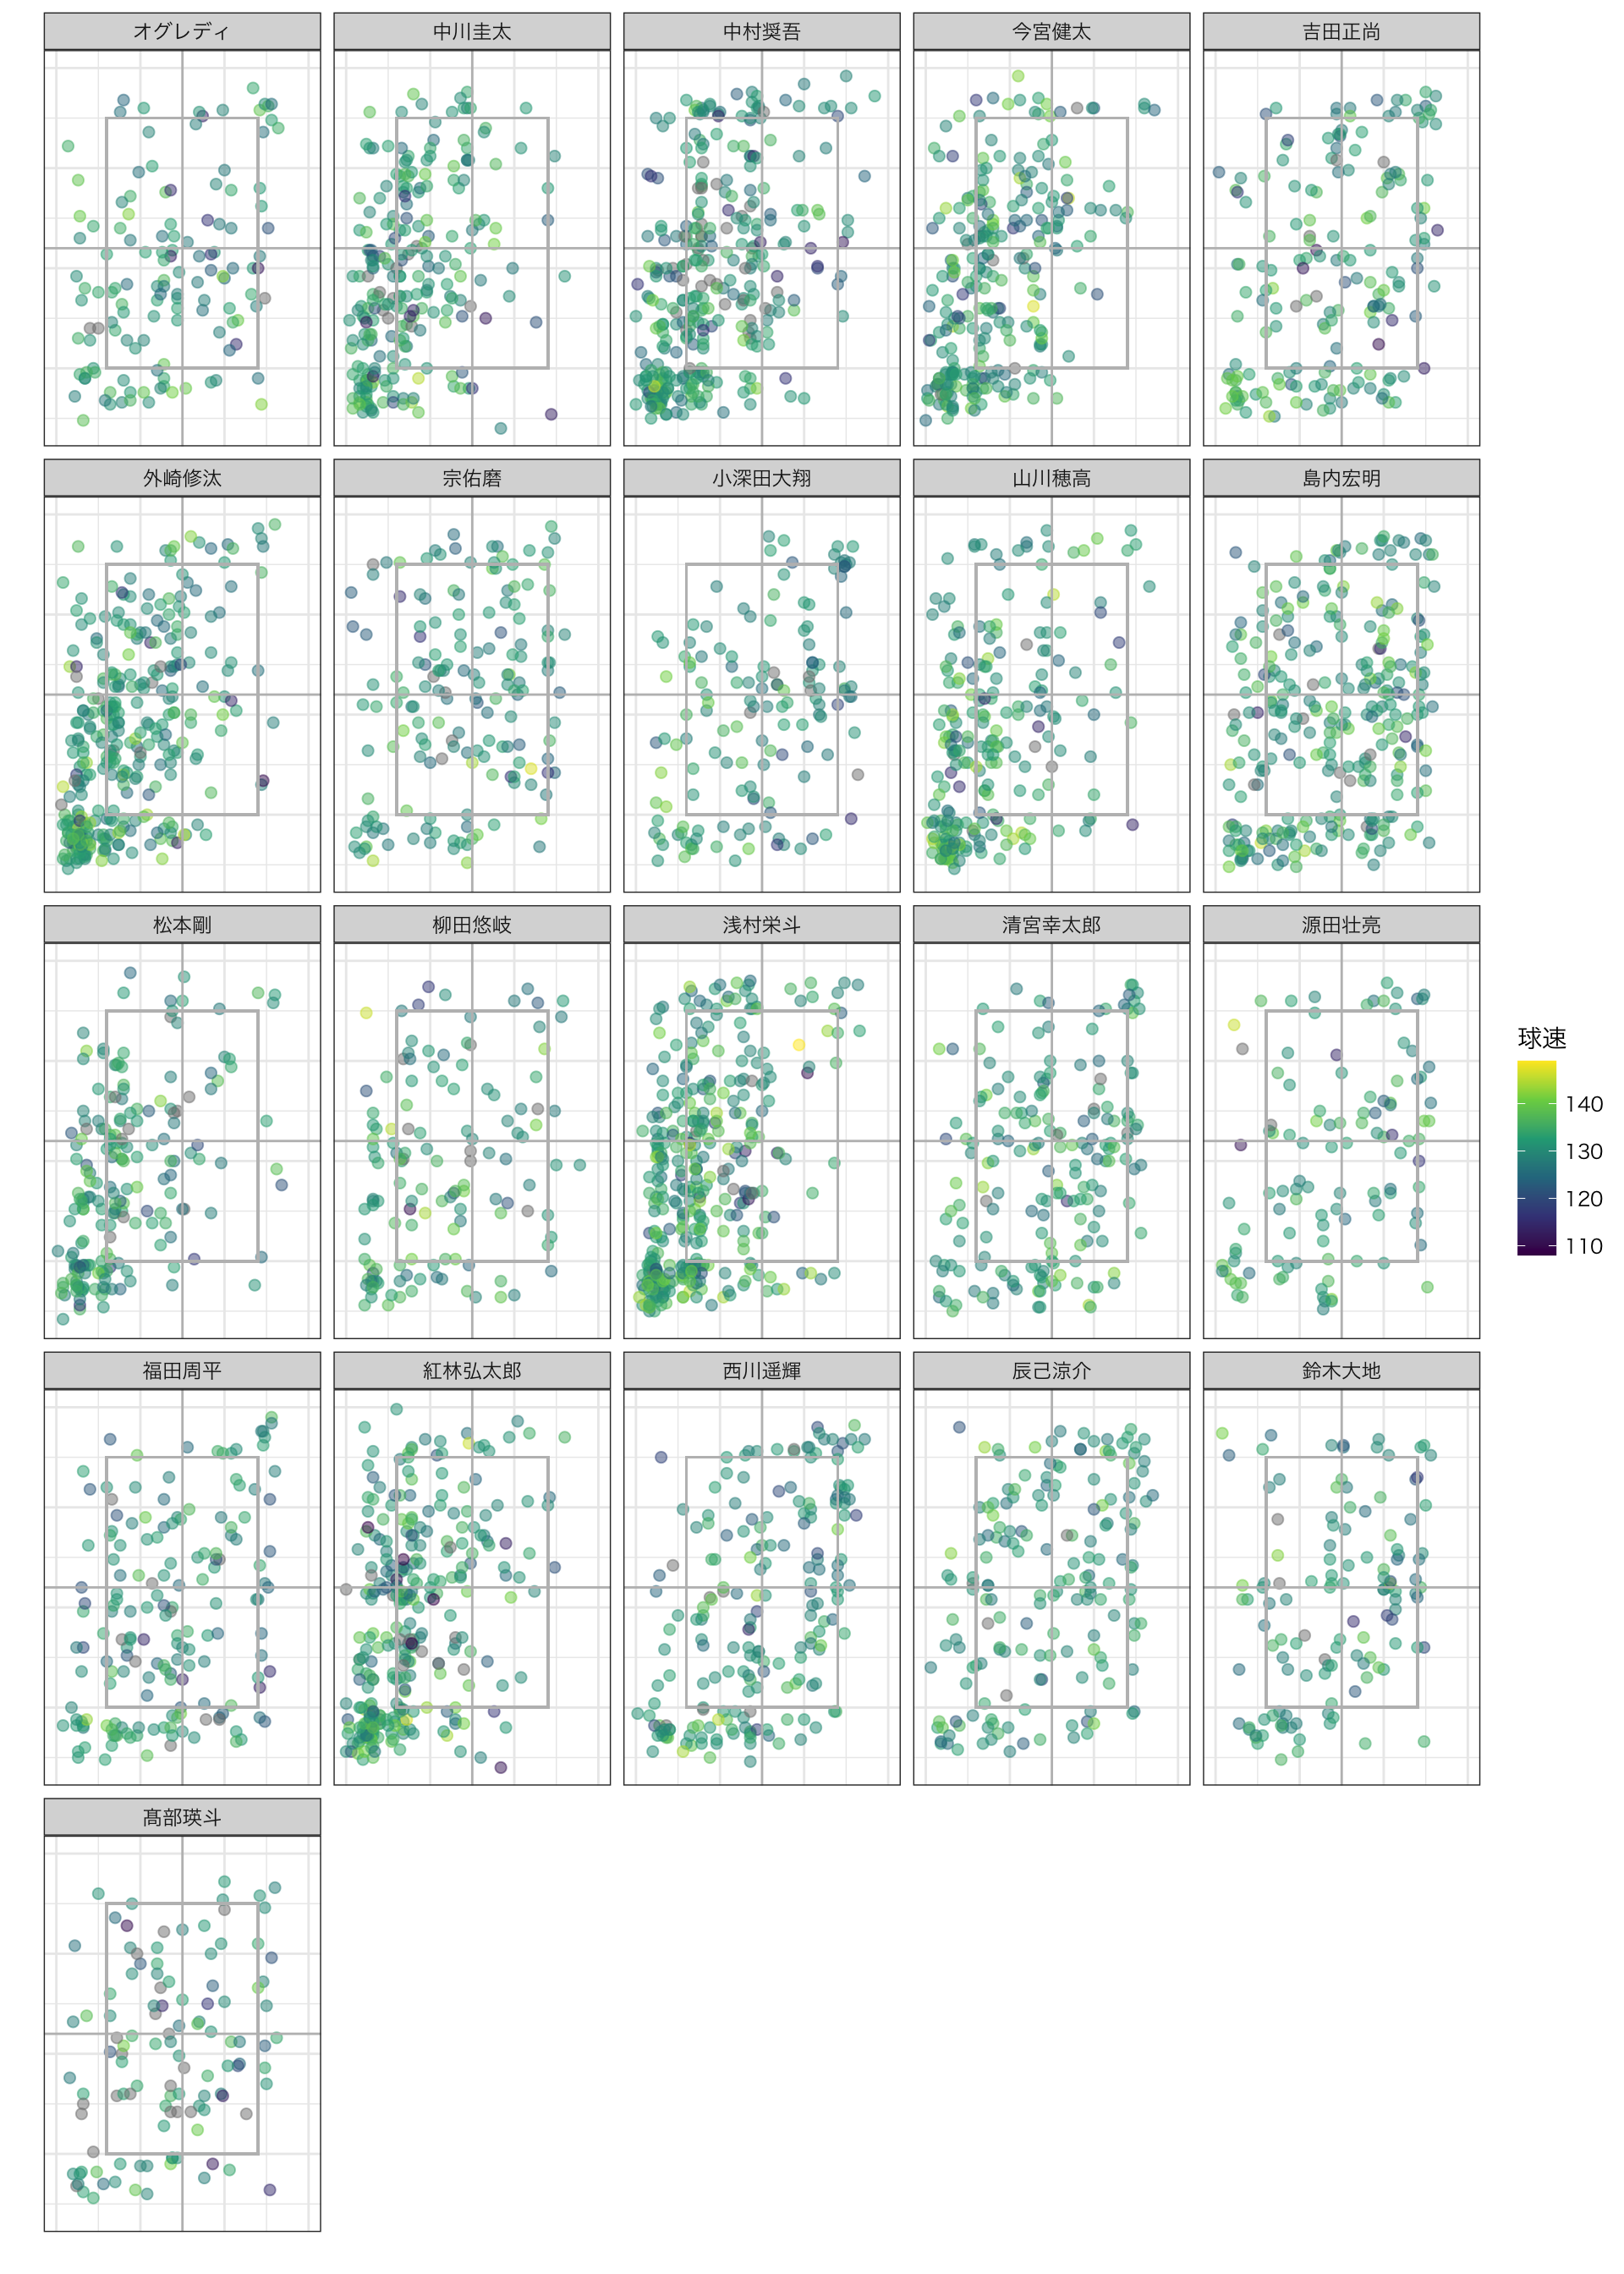 オグレディ
中川圭太
中村奨吾
今宮健太
吉田正尚
外崎修汰
宗佑磨
小深田大翔
山川穂高
島内宏明
松本剛
柳田悠岐
浅村栄斗
清宮幸太郎
源田壮亮
球速
140
130
120
110
福田周平
紅林弘太郎
西川遥輝
辰己涼介
鈴木大地
髙部瑛斗